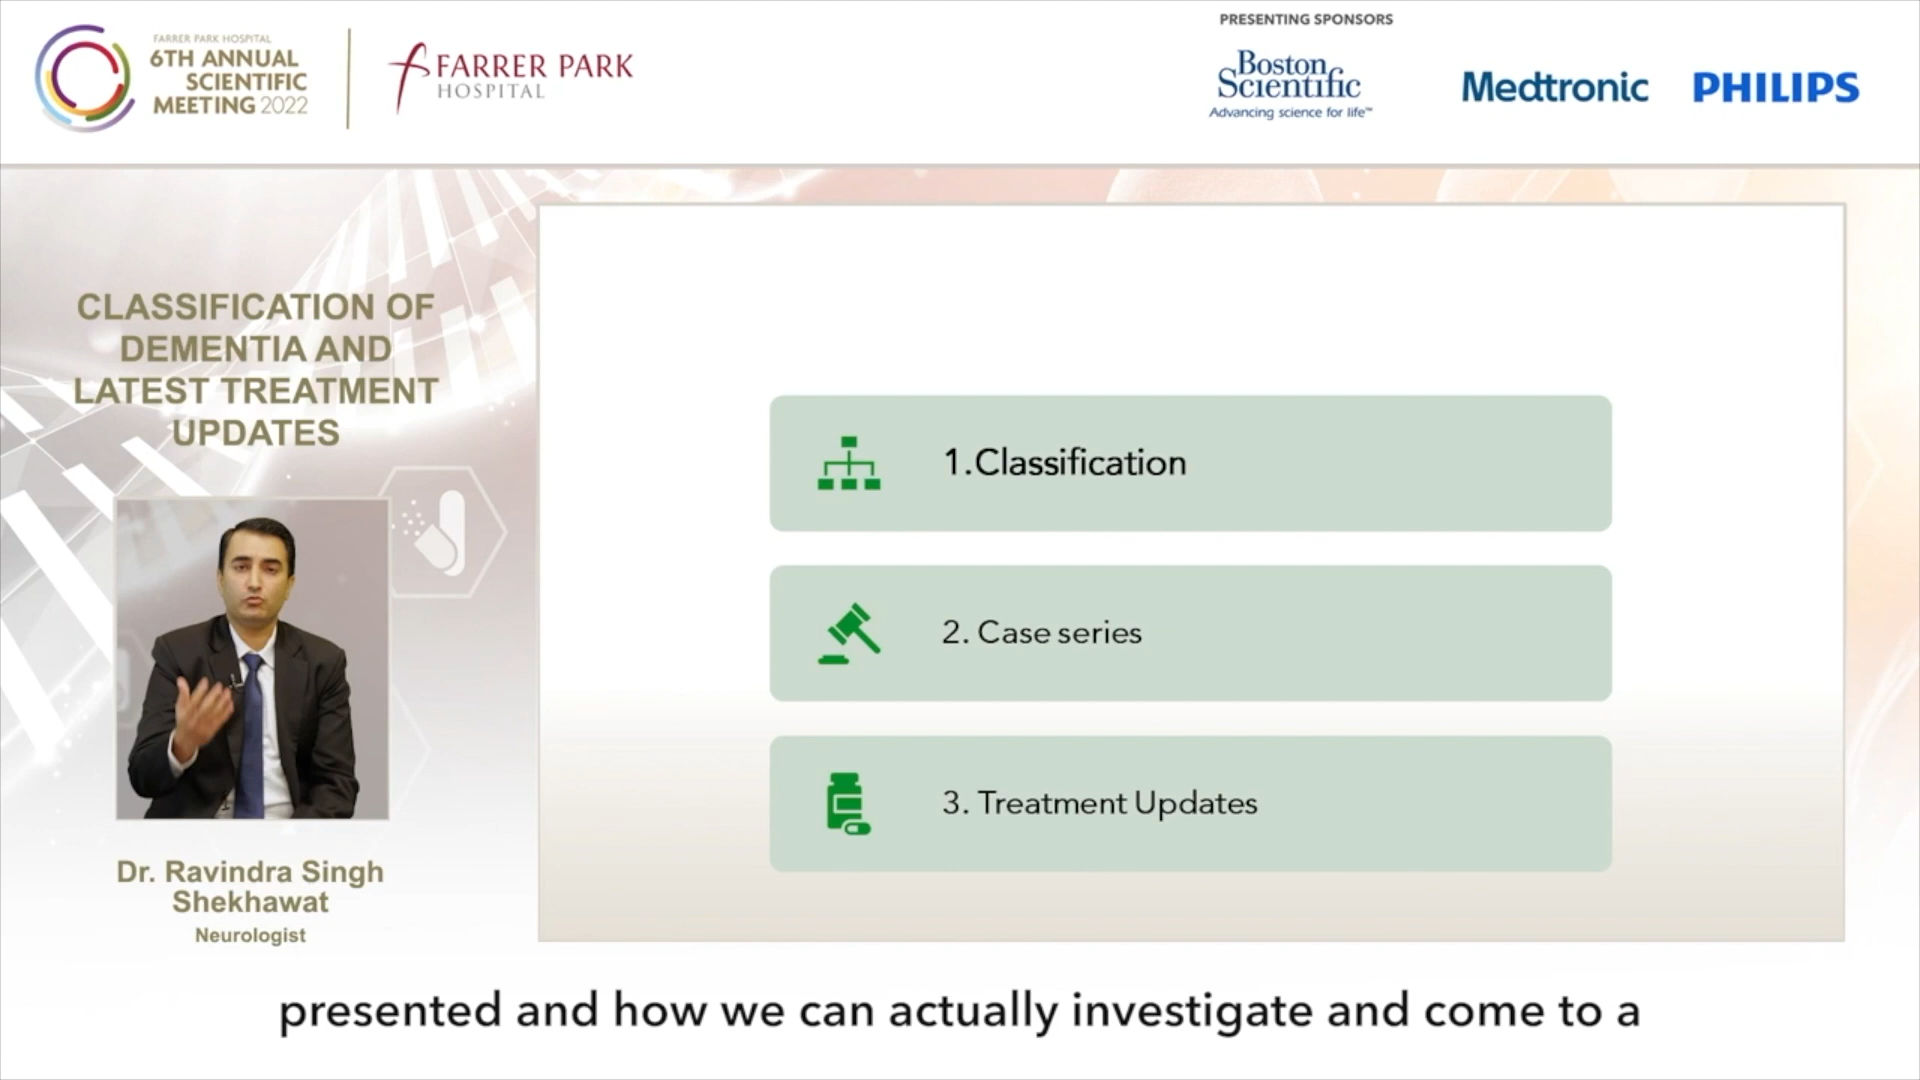 FARRER PARK HOSPITAL
6TH ANNUAL
SCIENTIFIC
MEETING 2022
FARRER PARK
HOSPITAL
PRESENTING SPONSORS
Boston
Scientific
Advancing science for life™
Medtronic
PHILIPS
CLASSIFICATION OF
DEMENTIA AND
LATEST TREATMENT
UPDATES
Dr. Ravindra Singh
Shekhawat
Neurologist
1.Classification
2. Case series
3. Treatment Updates
presented and how we can actually investigate and come to a